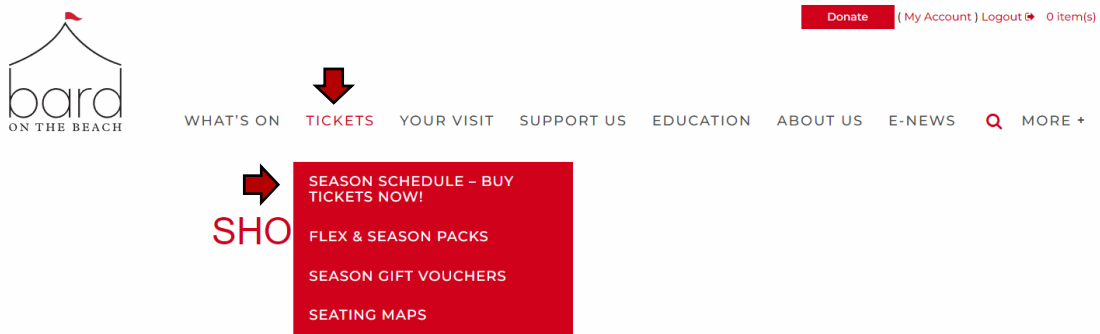 Donate ( My Account ) Logout 0 item(s)
bard
ON THE BEACH
WHAT'S ON TICKETS YOUR VISIT SUPPORT US EDUCATION ABOUT US E-NEWS MORE +
SEASON SCHEDULE – BUY
TICKETS NOW!
SHO
FLEX & SEASON PACKS
SEASON GIFT VOUCHERS
SEATING MAPS